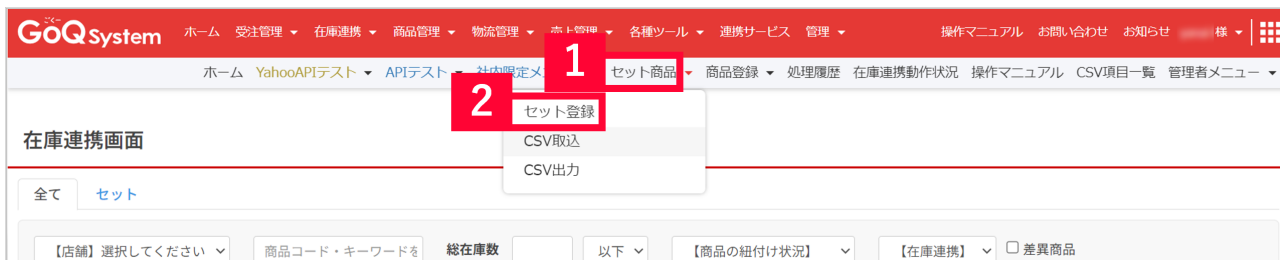 ごくー
GoQSystem ホーム 受注管理 ▼ 在庫連携 ▼ 商品管理 ▼ 物流管理 ▼ 売上管理 ▼ 各種ツール ▼ 連携サービス 管理 ▼ 操作マニュアル お問い合わせ お知らせ 様 ▼
1
ホーム YahooAPIテスト ▼ APIテスト ▼ 社内限定メ セット商品 ▼ 商品登録 ▼ 処理履歴 在庫連携動作状況 操作マニュアル CSV項目一覧 管理者メニュー ▼
2 セット登録
在庫連携画面
CSV取込
CSV出力
全て セット
【店舗】選択してください 商品コード・キーワードを 総在庫数 以下 【商品の紐付け状況】 【在庫連携】 差異商品